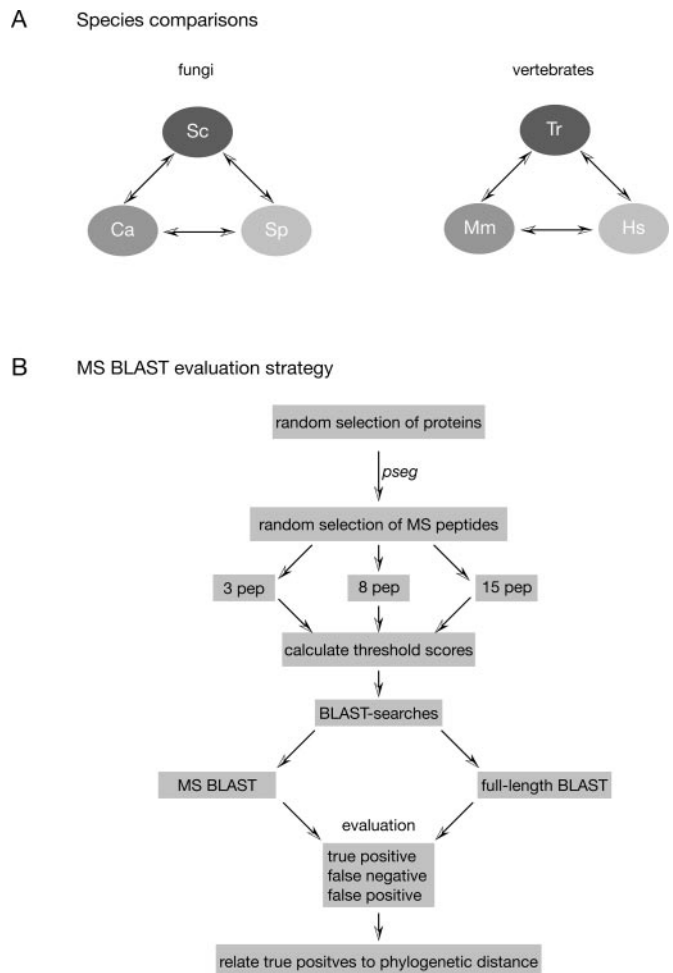 A Species comparisons
fungi
vertebrates
Sc
Tr
Ca
Sp
Mm
Hs
B MS BLAST evaluation strategy
random selection of proteins
pseg
random selection of MS peptides
3 pep
8 pep
15 pep
calculate threshold scores
BLAST-searches
MS BLAST
full-length BLAST
evaluation
true positive
false negative
false positive
relate true positves to phylogenetic distance